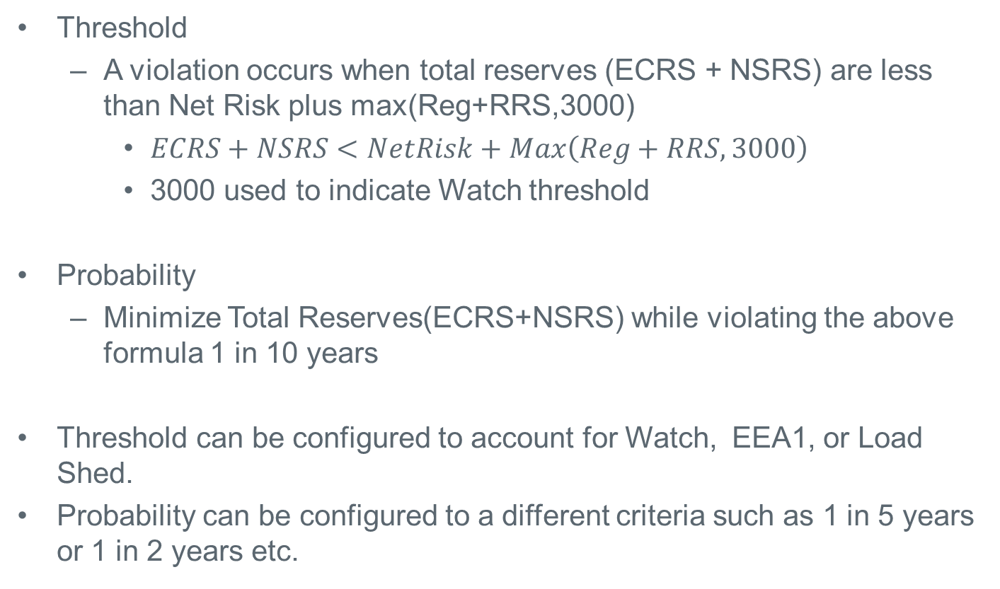 • Threshold
– A violation occurs when total reserves (ECRS + NSRS) are less
than Net Risk plus max(Reg+RRS,3000)
• ECRS + NSRS < NetRisk + Max(Reg + RRS, 3000)
• 3000 used to indicate Watch threshold
• Probability
– Minimize Total Reserves(ECRS+NSRS) while violating the above
formula 1 in 10 years
• Threshold can be configured to account for Watch,  EEA1, or Load
Shed.
• Probability can be configured to a different criteria such as 1 in 5 years
or 1 in 2 years etc.